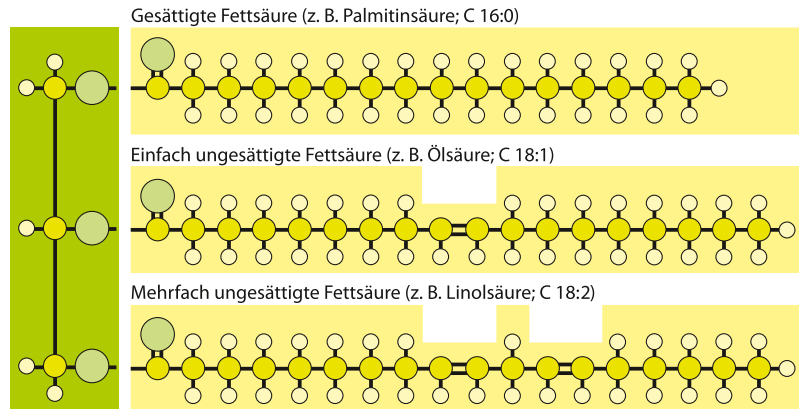 Gesättigte Fettsäure (z. B. Palmitinsäure; C 16:0)
Einfach ungesättigte Fettsäure (z. B. Ölsäure; C 18:1)
Mehrfach ungesättigte Fettsäure (z. B. Linolsäure; C 18:2)